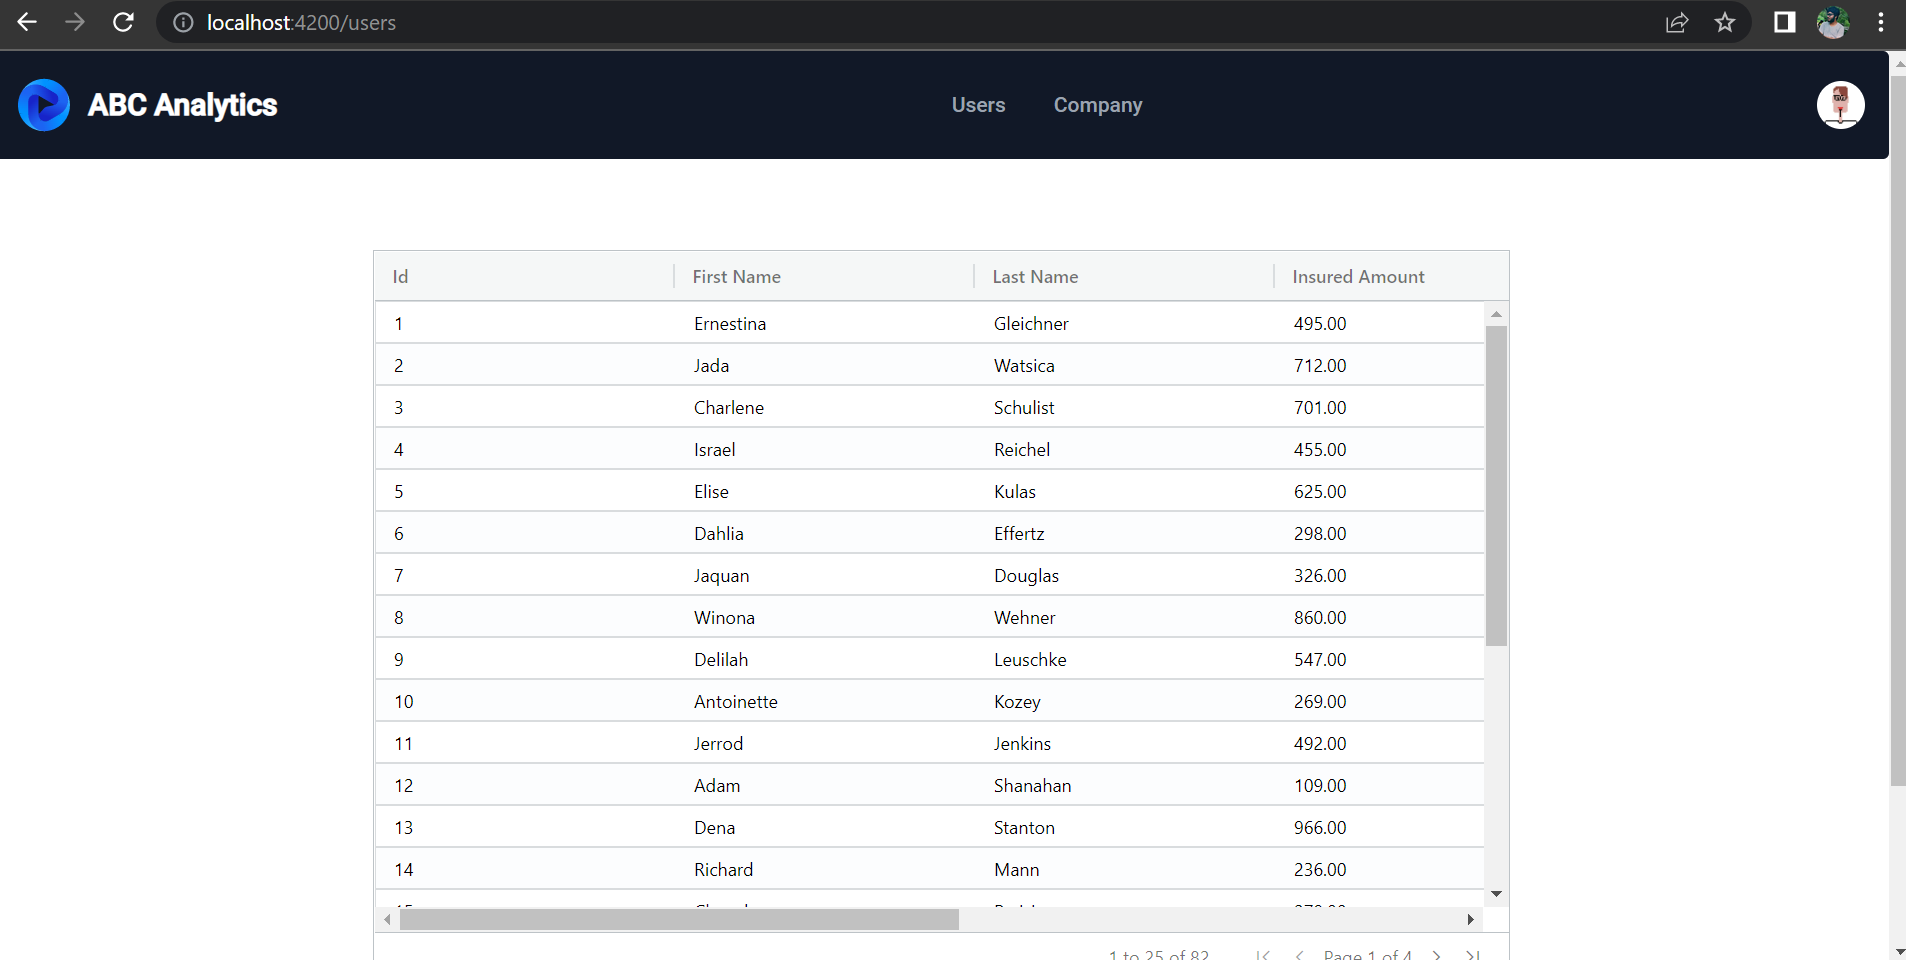 localhost:4200/users
ABC Analytics Users Company
Id First Name Last Name Insured Amount
1 Ernestina Gleichner 495.00
2 Jada Watsica 712.00
3 Charlene Schulist 701.00
4 Israel Reichel 455.00
5 Elise Kulas 625.00
6 Dahlia Effertz 298.00
7 Jaquan Douglas 326.00
8 Winona Wehner 860.00
9 Delilah Leuschke 547.00
10 Antoinette Kozey 269.00
11 Jerrod Jenkins 492.00
12 Adam Shanahan 109.00
13 Dena Stanton 966.00
14 Richard Mann 236.00
1 to 25 of 82 Page 1 of 4